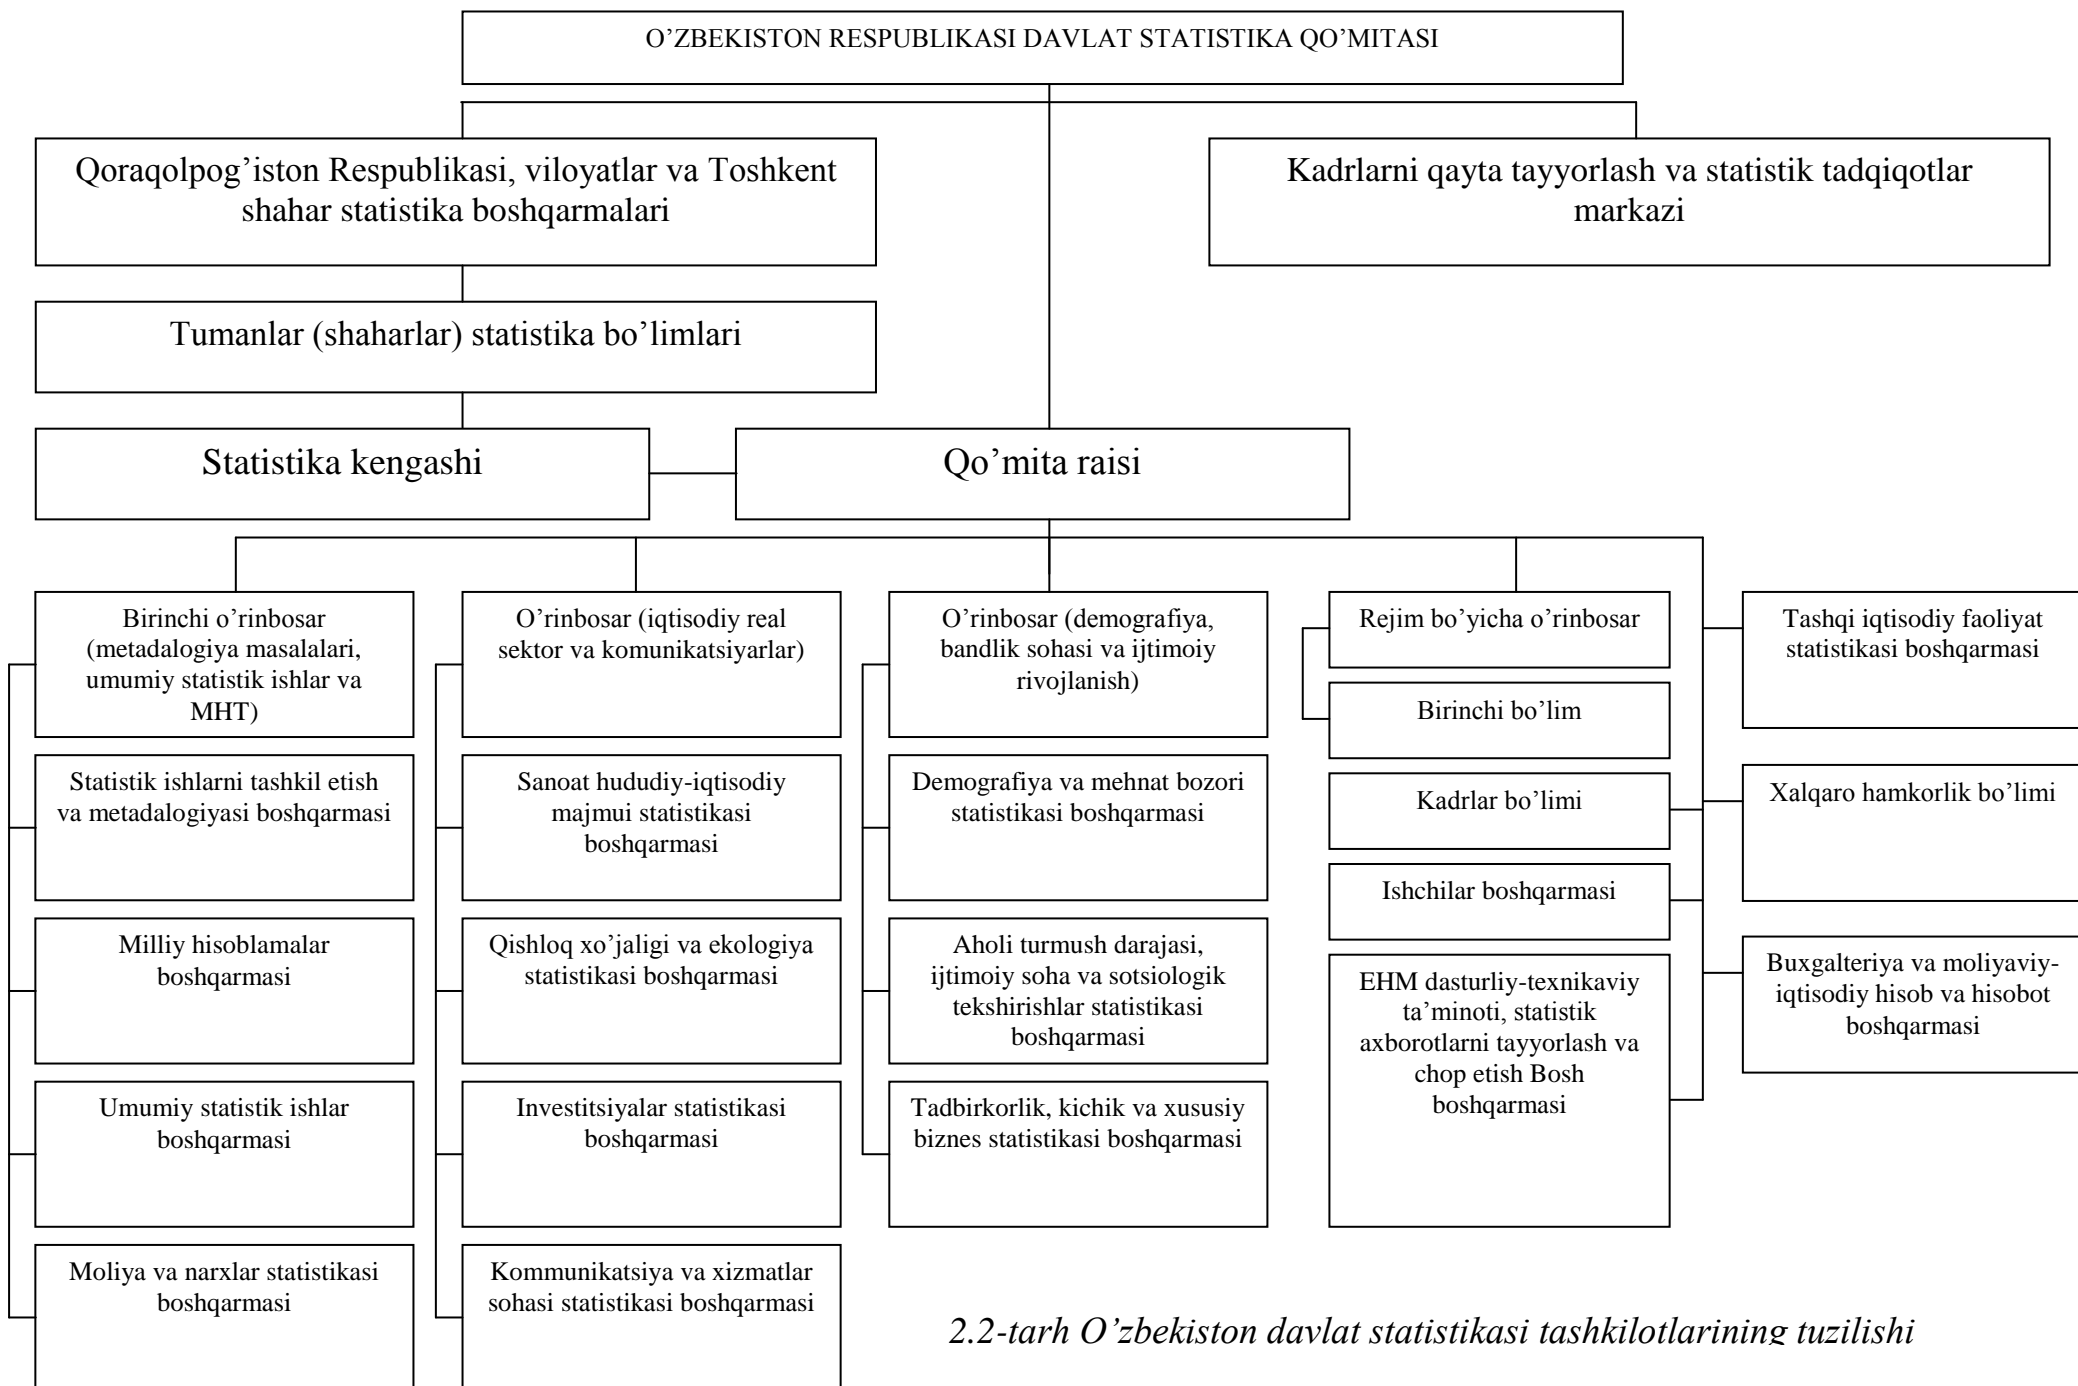 O’ZBEKISTON RESPUBLIKASI DAVLAT STATISTIKA QO’MITASI
Qoraqolpog’iston Respublikasi, viloyatlar va Toshkent
shahar statistika boshqarmalari
Kadrlarni qayta tayyorlash va statistik tadqiqotlar
markazi
Tumanlar (shaharlar) statistika bo’limlari
Statistika kengashi
Qo’mita raisi
Birinchi o’rinbosar
(metadalogiya masalalari,
umumiy statistik ishlar va
MHT)
Statistik ishlarni tashkil etish
va metadalogiyasi boshqarmasi
Milliy hisoblamalar
boshqarmasi
Umumiy statistik ishlar
boshqarmasi
Moliya va narxlar statistikasi
boshqarmasi
O’rinbosar (iqtisodiy real
sektor va komunikatsiyarlar)
Sanoat hududiy-iqtisodiy
majmui statistikasi
boshqarmasi
Qishloq xo’jaligi va ekologiya
statistikasi boshqarmasi
Investitsiyalar statistikasi
boshqarmasi
Kommunikatsiya va xizmatlar
sohasi statistikasi boshqarmasi
O’rinbosar (demografiya,
bandlik sohasi va ijtimoiy
rivojlanish)
Demografiya va mehnat bozori
statistikasi boshqarmasi
Aholi turmush darajasi,
ijtimoiy soha va sotsiologik
tekshirishlar statistikasi
boshqarmasi
Tadbirkorlik, kichik va xususiy
biznes statistikasi boshqarmasi
Rejim bo’yicha o’rinbosar
Birinchi bo’lim
Kadrlar bo’limi
Ishchilar boshqarmasi
EHM dasturliy-texnikaviy
ta’minoti, statistik
axborotlarni tayyorlash va
chop etish Bosh
boshqarmasi
Tashqi iqtisodiy faoliyat
statistikasi boshqarmasi
Xalqaro hamkorlik bo’limi
Buxgalteriya va moliyaviy-
iqtisodiy hisob va hisobot
boshqarmasi
2.2-tarh O’zbekiston davlat statistikasi tashkilotlarining tuzilishi